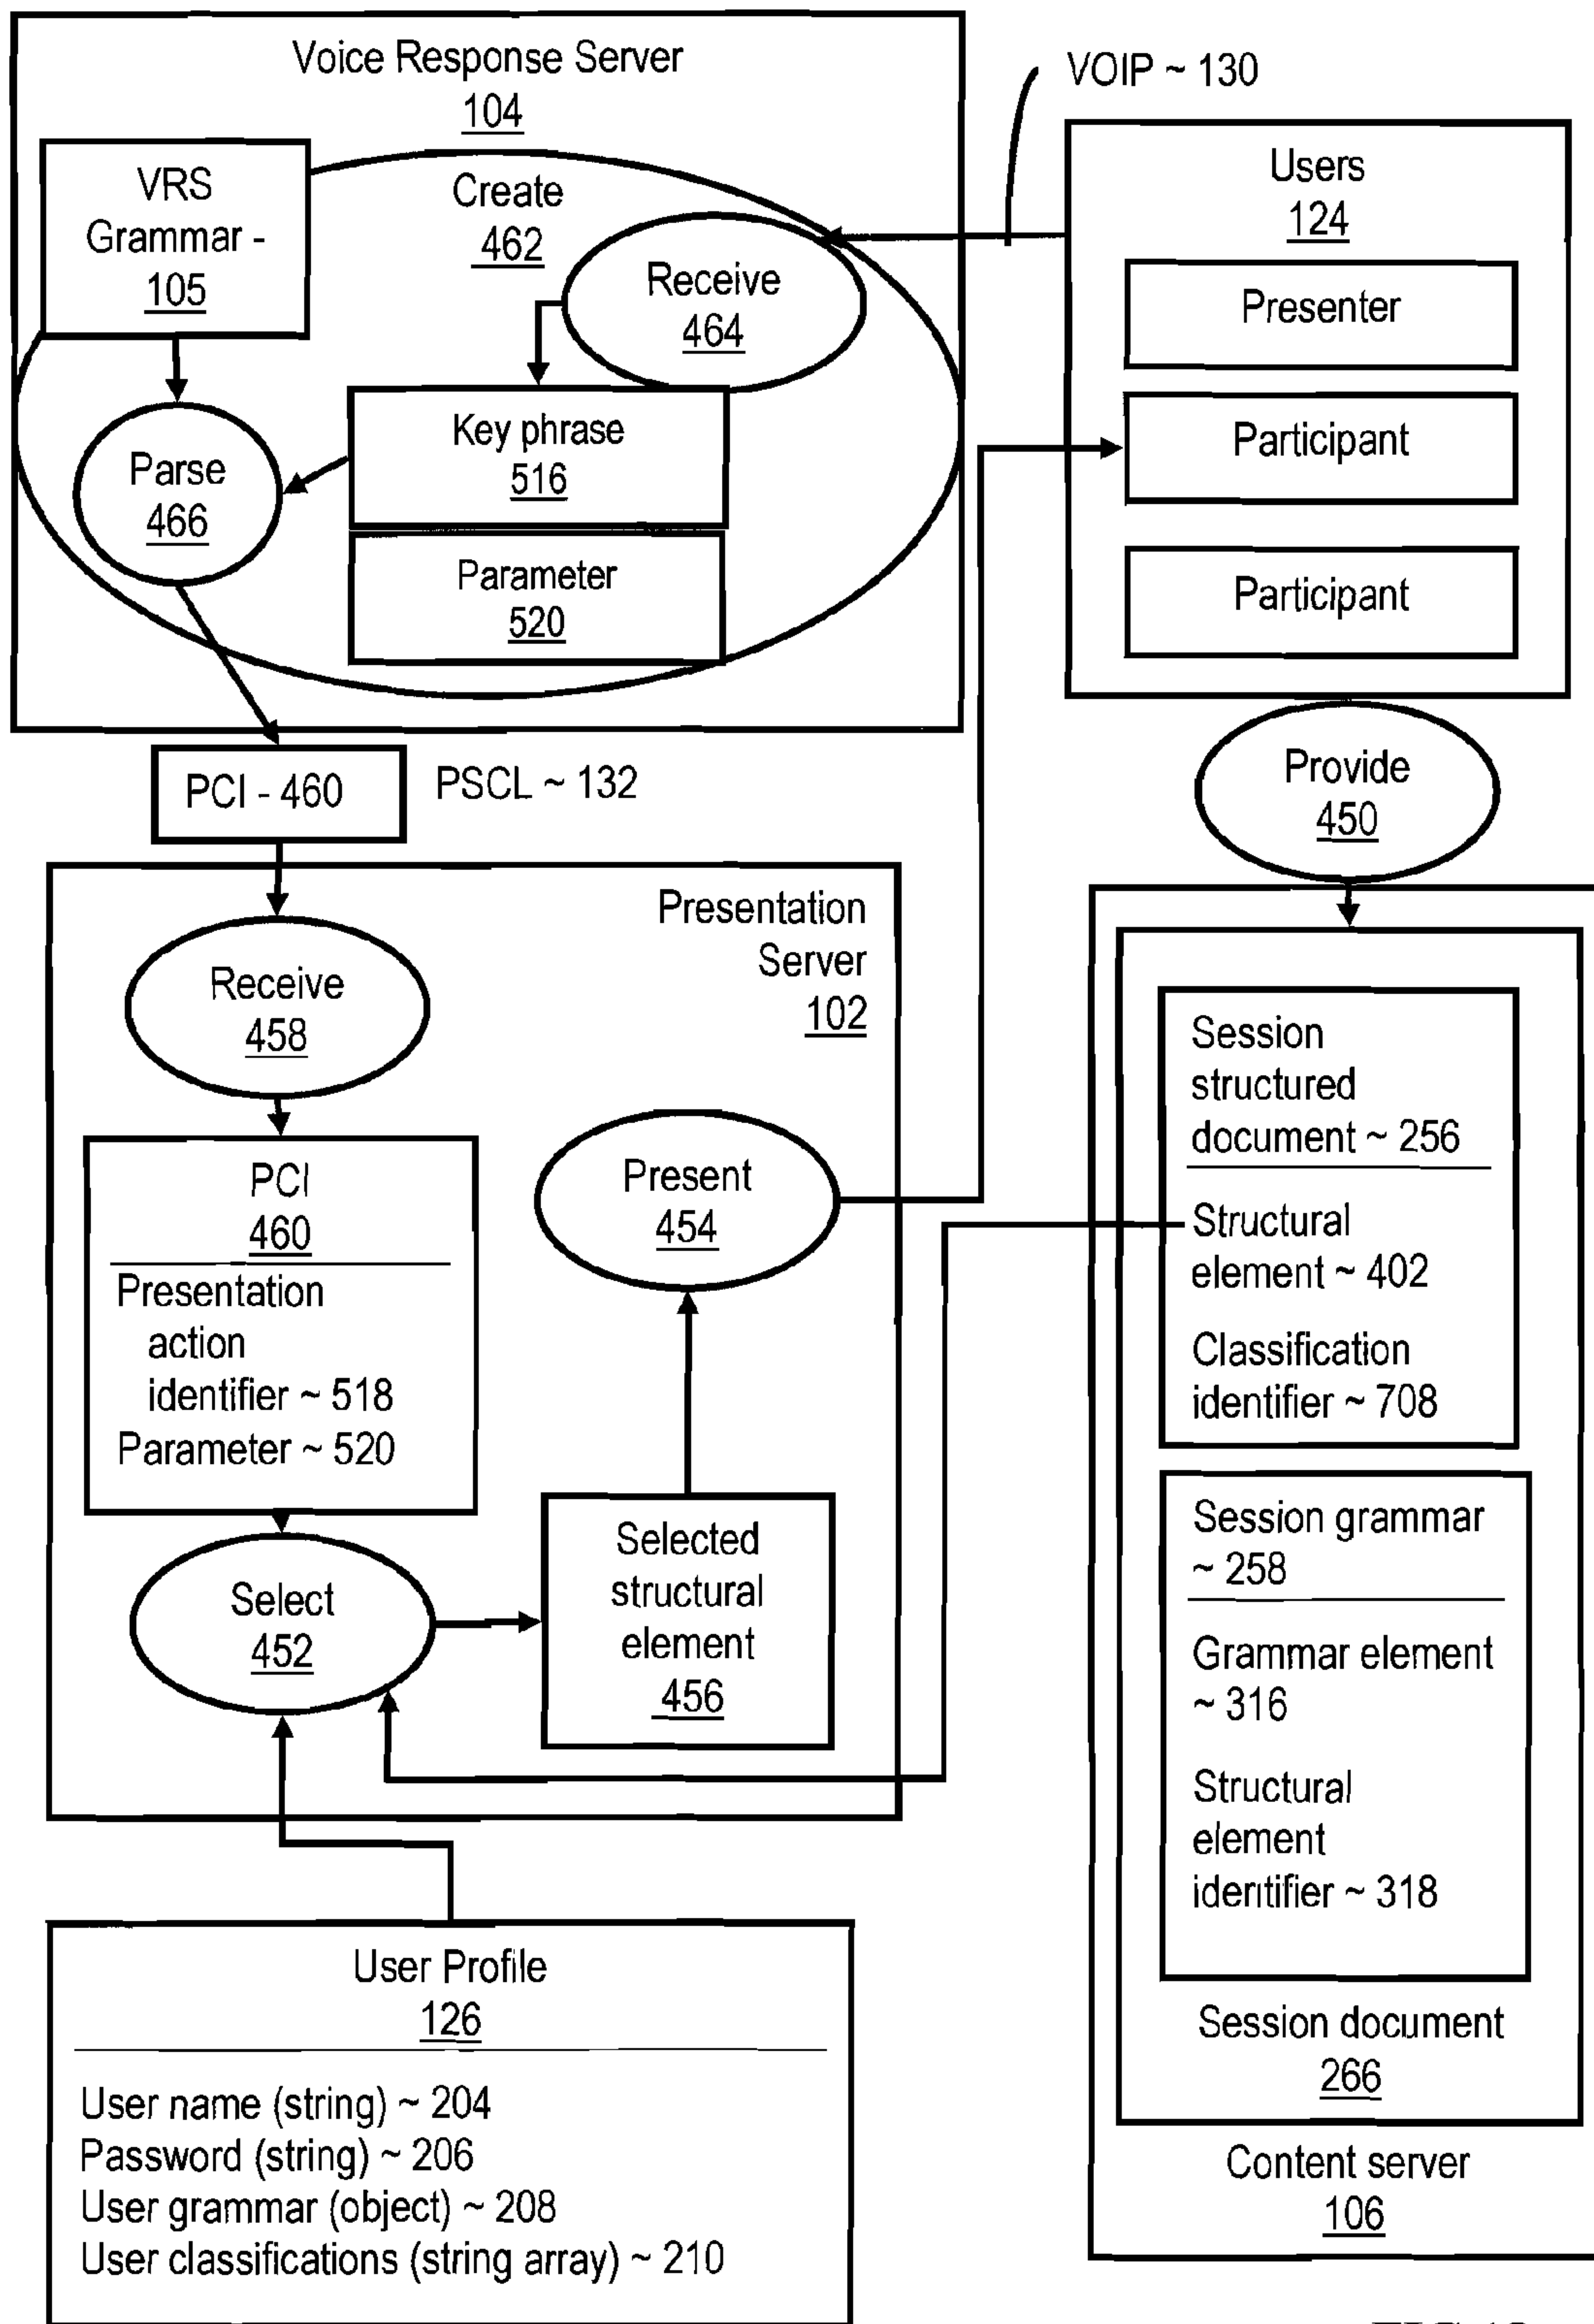 Voice Response Server
104
VOIP ~ 130
VRS
Grammar -
105
Create
462
Receive
464
Key phrase
516
Parse
466
Parameter
520
Users
124
Presenter
Participant
Participant
Provide
450
PCI - 460
PSCL ~ 132
Presentation
Server
102
Receive
458
PCI
460
Presentation
action
identifier ~ 518
Parameter ~ 520
Present
454
Select
452
Selected
structural
element
456
Session
structured
document ~ 256
Structural
element ~ 402
Classification
identifier ~ 708
Session grammar
~ 258
Grammar element
~ 316
Structural
element
identifier ~ 318
Session document
266
Content server
106
User Profile
126
User name (string) ~ 204
Password (string) ~ 206
User grammar (object) ~ 208
User classifications (string array) ~ 210